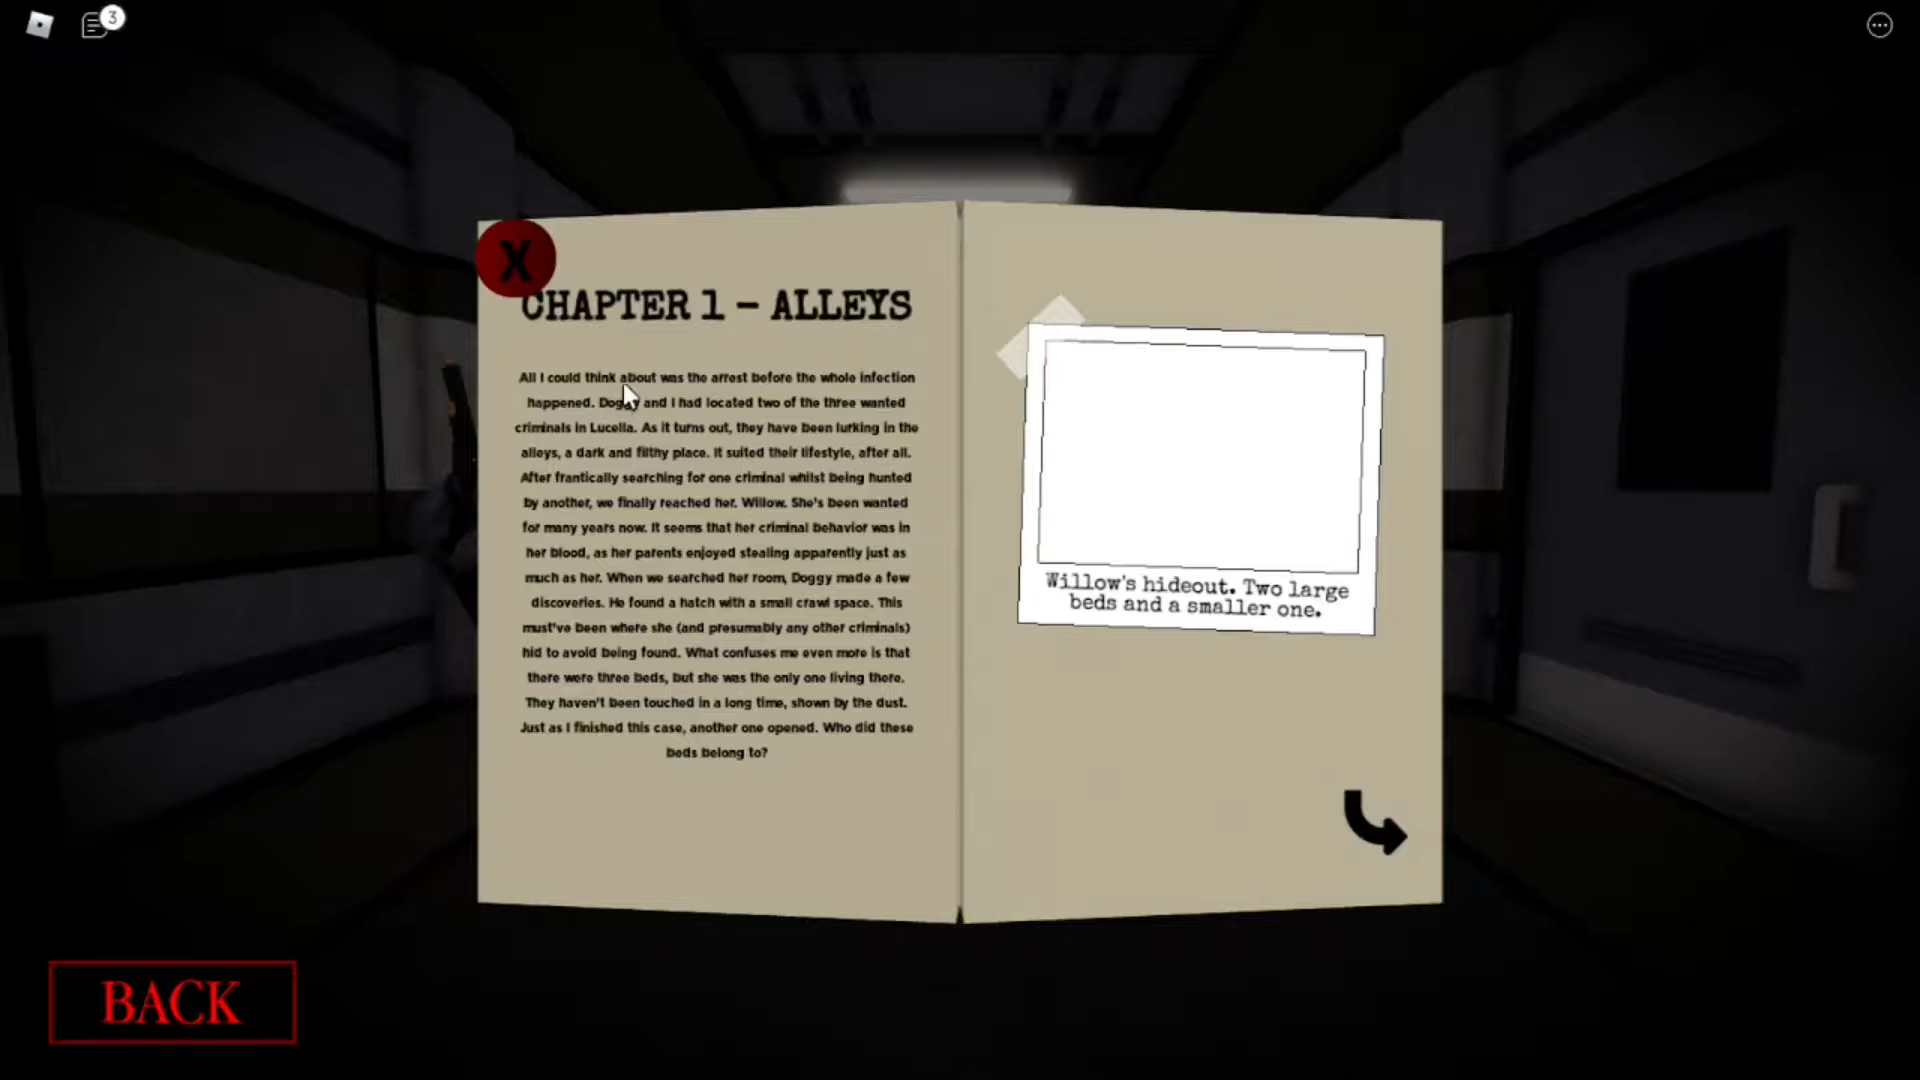 3
X
CHAPTER 1 – ALLEYS
All I could think about was the arrest before the whole infection
happened. Doggy and I had located two of the three wanted
criminals in Lucella. As it turns out, they have been lurking in the
alleys, a dark and filthy place. It suited their lifestyle, after all.
After frantically searching for one criminal whilst being hunted
by another, we finally reached her. Willow. She's been wanted
for many years now. It seems that her criminal behavior was in
her blood, as her parents enjoyed stealing apparently just as
much as her. When we searched her room, Doggy made a few
discoveries. He found a hatch with a small crawl space. This
must've been where she (and presumably any other criminals)
hid to avoid being found. What confuses me even more is that
there were three beds, but she was the only one living there.
They haven't been touched in a long time, shown by the dust.
Just as I finished this case, another one opened. Who did these
beds belong to?
Willow's hideout. Two large
beds and a smaller one.
BACK